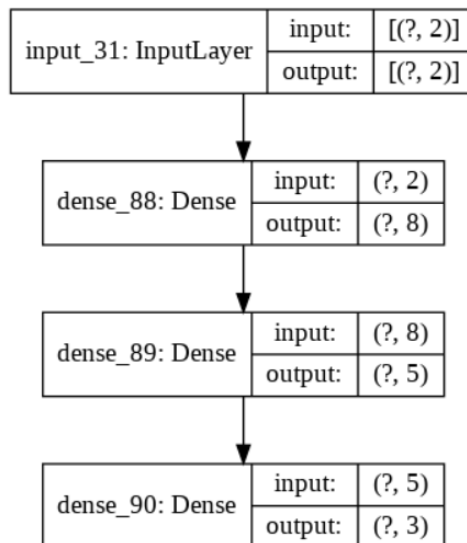 input_31: InputLayer
input: [(?, 2)]
output: [(?, 2)]
dense_88: Dense
input: (?, 2)
output: (?, 8)
dense_89: Dense
input: (?, 8)
output: (?, 5)
dense_90: Dense
input: (?, 5)
output: (?, 3)